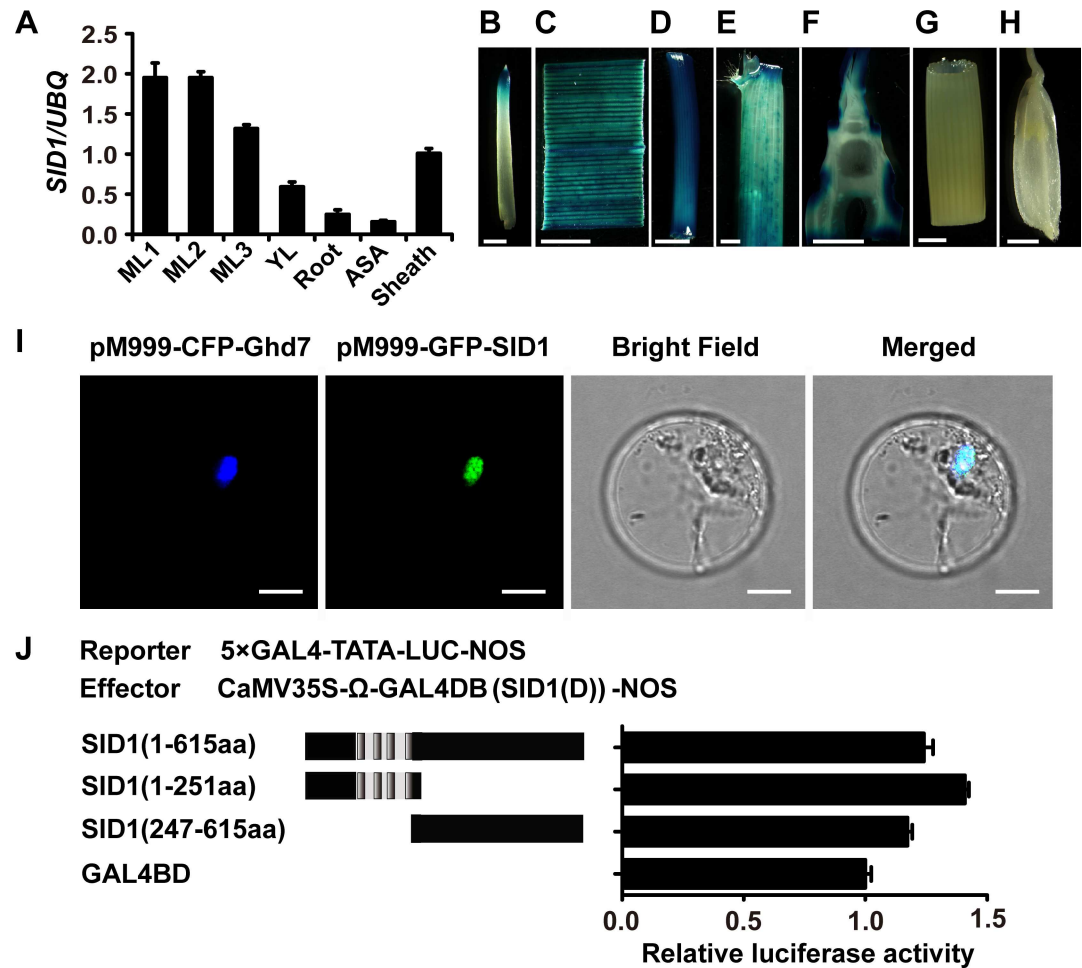 A
B
C
D
E
F
G
H
SID1/UBQ
2.5
2.0
1.5
1.0
0.5
0.0
ML1
ML2
ML3
YL
Root
ASA
Sheath
I
pM999-CFP-Ghd7
pM999-GFP-SID1
Bright Field
Merged
J
Reporter 5×GAL4-TATA-LUC-NOS
Effector CaMV35S-Ω-GAL4DB (SID1(D)) -NOS
SID1(1-615aa)
SID1(1-251aa)
SID1(247-615aa)
GAL4BD
0.0 0.5 1.0 1.5
Relative luciferase activity